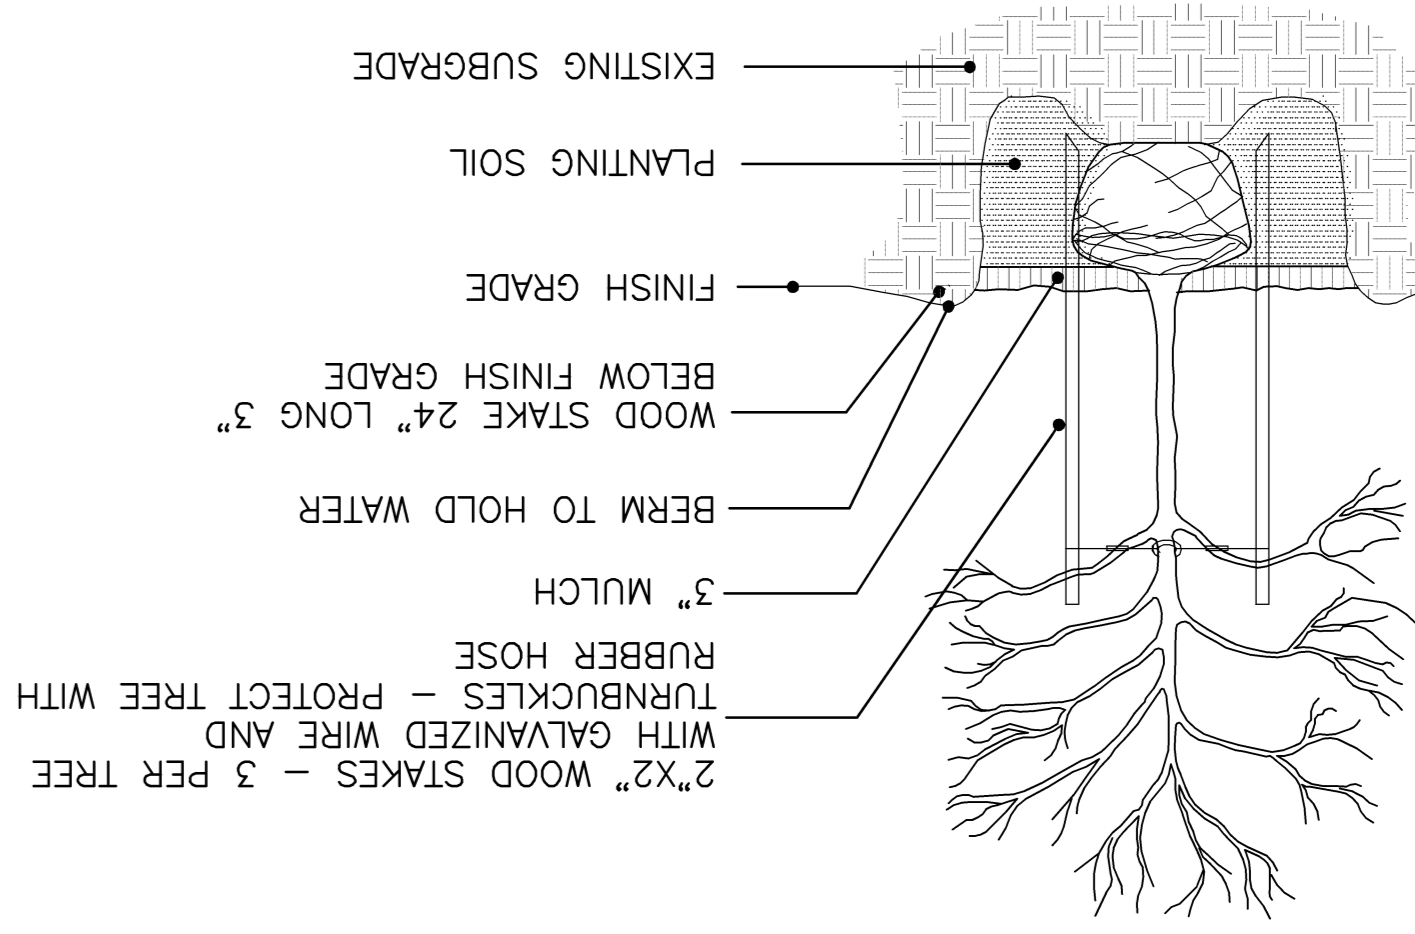 2"X2" WOOD STAKES – 3 PER TREE
WITH GALVANIZED WIRE AND
TURNBUCKLES – PROTECT TREE WITH
RUBBER HOSE
3" MULCH
BERM TO HOLD WATER
WOOD STAKE 24" LONG 3"
BELOW FINISH GRADE
FINISH GRADE
PLANTING SOIL
EXISTING SUBGRADE